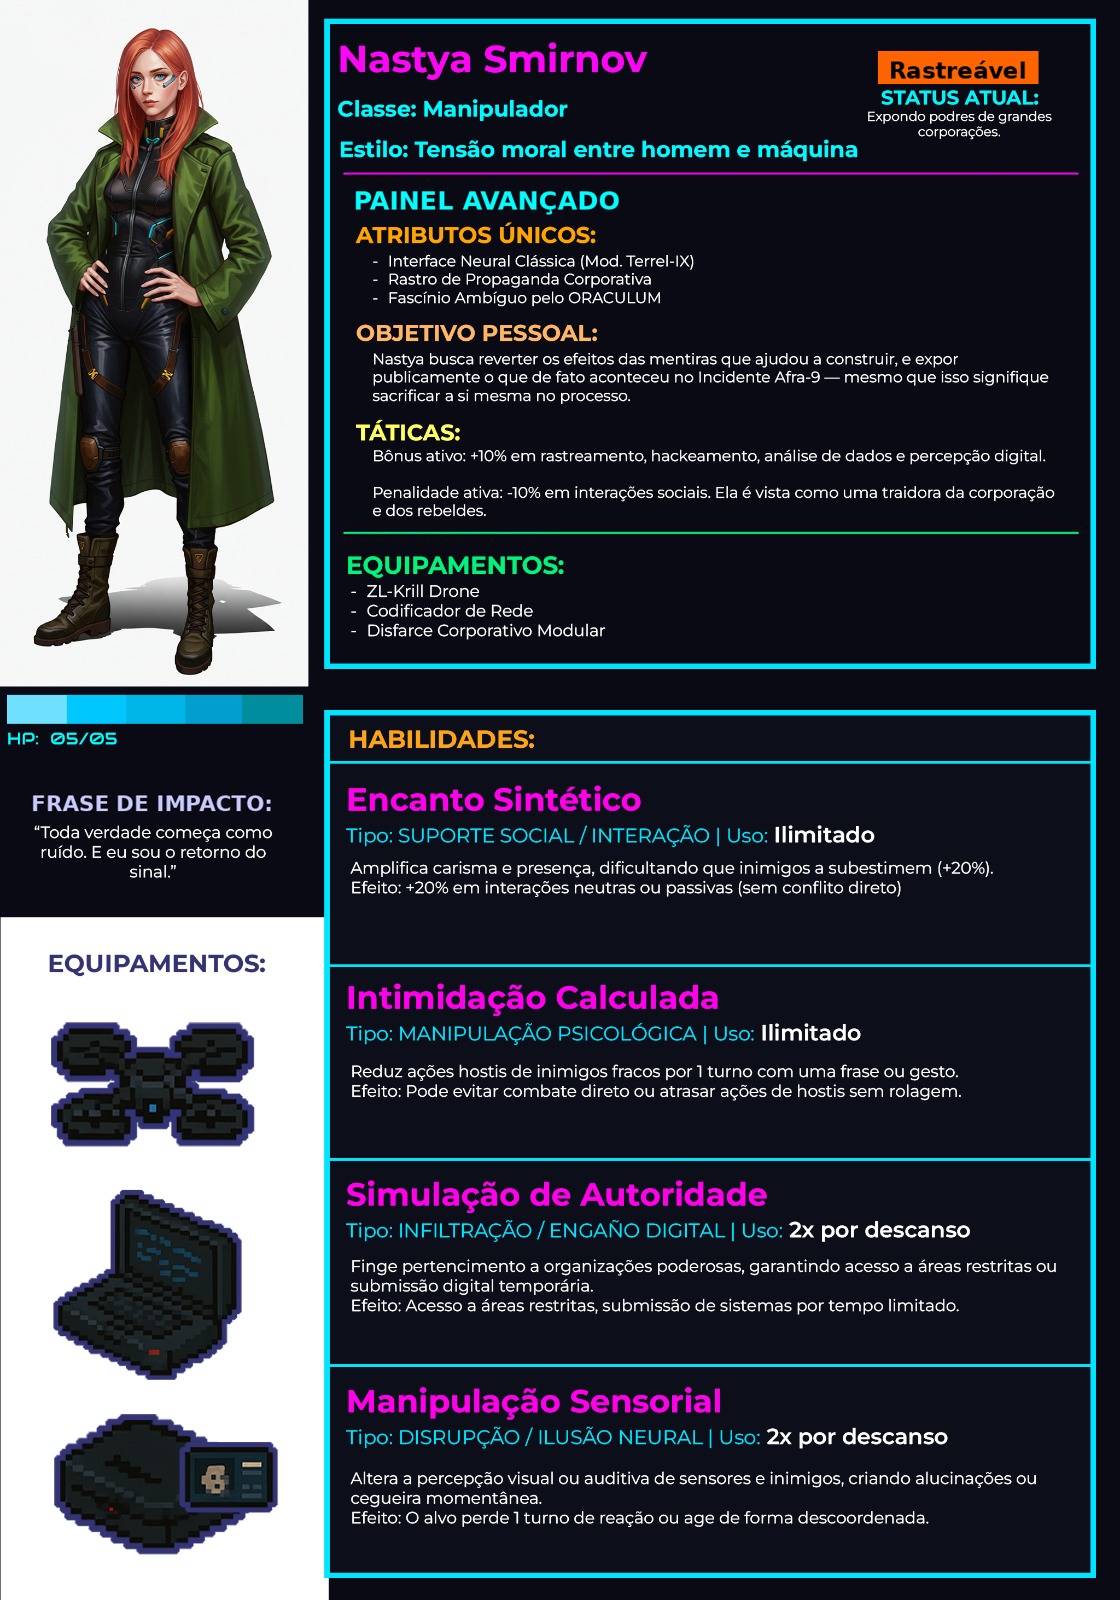 Nastya Smirnov
Classe: Manipulador
Estilo: Tensão moral entre homem e máquina
Rastreável
STATUS ATUAL:
Expondo podres de grandes
corporações.
PAINEL AVANÇADO
ATRIBUTOS ÚNICOS:
- Interface Neural Clássica (Mod. Terrel-IX)
- Rastro de Propaganda Corporativa
- Fascínio Ambíguo pelo ORACULUM
OBJETIVO PESSOAL:
Nastya busca reverter os efeitos das mentiras que ajudou a construir, e expor
publicamente o que de fato aconteceu no Incidente Afra-9 — mesmo que isso signifique
sacrificar a si mesma no processo.
TÁTICAS:
Bônus ativo: +10% em rastreamento, hackeamento, análise de dados e percepção digital.
Penalidade ativa: -10% em interações sociais. Ela é vista como uma traidora da corporação
e dos rebeldes.
EQUIPAMENTOS:
- ZL-Krill Drone
- Codificador de Rede
- Disfarce Corporativo Modular
HP: 05/05
FRASE DE IMPACTO:
“Toda verdade começa como
ruído. E eu sou o retorno do
sinal.”
EQUIPAMENTOS:
HABILIDADES:
Encanto Sintético
Tipo: SUPORTE SOCIAL / INTERAÇÃO | Uso: Ilimitado
Amplifica carisma e presença, dificultando que inimigos a subestimem (+20%).
Efeito: +20% em interações neutras ou passivas (sem conflito direto)
Intimidação Calculada
Tipo: MANIPULAÇÃO PSICOLÓGICA | Uso: Ilimitado
Reduz ações hostis de inimigos fracos por 1 turno com uma frase ou gesto.
Efeito: Pode evitar combate direto ou atrasar ações de hostis sem rolagem.
Simulação de Autoridade
Tipo: INFILTRAÇÃO / ENGAÑO DIGITAL | Uso: 2x por descanso
Finge pertencimento a organizações poderosas, garantindo acesso a áreas restritas ou
submissão digital temporária.
Efeito: Acesso a áreas restritas, submissão de sistemas por tempo limitado.
Manipulação Sensorial
Tipo: DISRUPÇÃO / ILUSÃO NEURAL | Uso: 2x por descanso
Altera a percepção visual ou auditiva de sensores e inimigos, criando alucinações ou
cegueira momentânea.
Efeito: O alvo perde 1 turno de reação ou age de forma descoordenada.